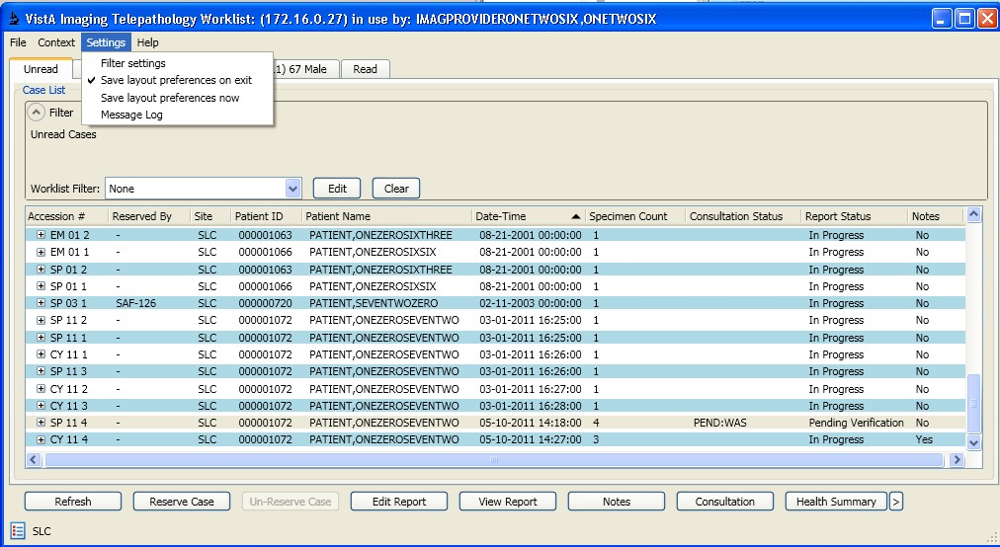 VistA Imaging Telepathology Worklist: (172.16.0.27) in use by: IMAGPROVIDERONETWOSIX,ONETWOSIX
File Context Settings Help
Filter settings
Save layout preferences on exit
Save layout preferences now
Message Log
Unread 1) 67 Male Read
Case List
Filter
Unread Cases
Worklist Filter: None Edit Clear
Accession # Reserved By Site Patient ID Patient Name Date-Time Specimen Count Consultation Status Report Status Notes
EM 01 2 - SLC 000001063 PATIENT,ONEZEROSIXTHREE 08-21-2001 00:00:00 1 In Progress No
EM 01 1 - SLC 000001066 PATIENT,ONEZEROSIXSIX 08-21-2001 00:00:00 1 In Progress No
SP 01 2 - SLC 000001063 PATIENT,ONEZEROSIXTHREE 08-21-2001 00:00:00 1 In Progress No
SP 01 1 - SLC 000001066 PATIENT,ONEZEROSIXSIX 08-21-2001 00:00:00 1 In Progress No
SP 03 1 SAF-126 SLC 000000720 PATIENT,SEVENTWOZERO 02-11-2003 00:00:00 1 In Progress No
SP 11 2 - SLC 000001072 PATIENT,ONEZEROSEVENTWO 03-01-2011 16:25:00 1 In Progress No
SP 11 1 - SLC 000001072 PATIENT,ONEZEROSEVENTWO 03-01-2011 16:25:00 1 In Progress No
CY 11 1 - SLC 000001072 PATIENT,ONEZEROSEVENTWO 03-01-2011 16:26:00 1 In Progress No
SP 11 3 - SLC 000001072 PATIENT,ONEZEROSEVENTWO 03-01-2011 16:26:00 1 In Progress No
CY 11 2 - SLC 000001072 PATIENT,ONEZEROSEVENTWO 03-01-2011 16:27:00 1 In Progress No
CY 11 3 - SLC 000001072 PATIENT,ONEZEROSEVENTWO 03-01-2011 16:28:00 1 In Progress No
SP 11 4 - SLC 000001072 PATIENT,ONEZEROSEVENTWO 05-10-2011 14:18:00 4 PEND:WAS Pending Verification No
CY 11 4 - SLC 000001072 PATIENT,ONEZEROSEVENTWO 05-10-2011 14:27:00 3 In Progress Yes
Refresh Reserve Case Un-Reserve Case Edit Report View Report Notes Consultation Health Summary >
SLC